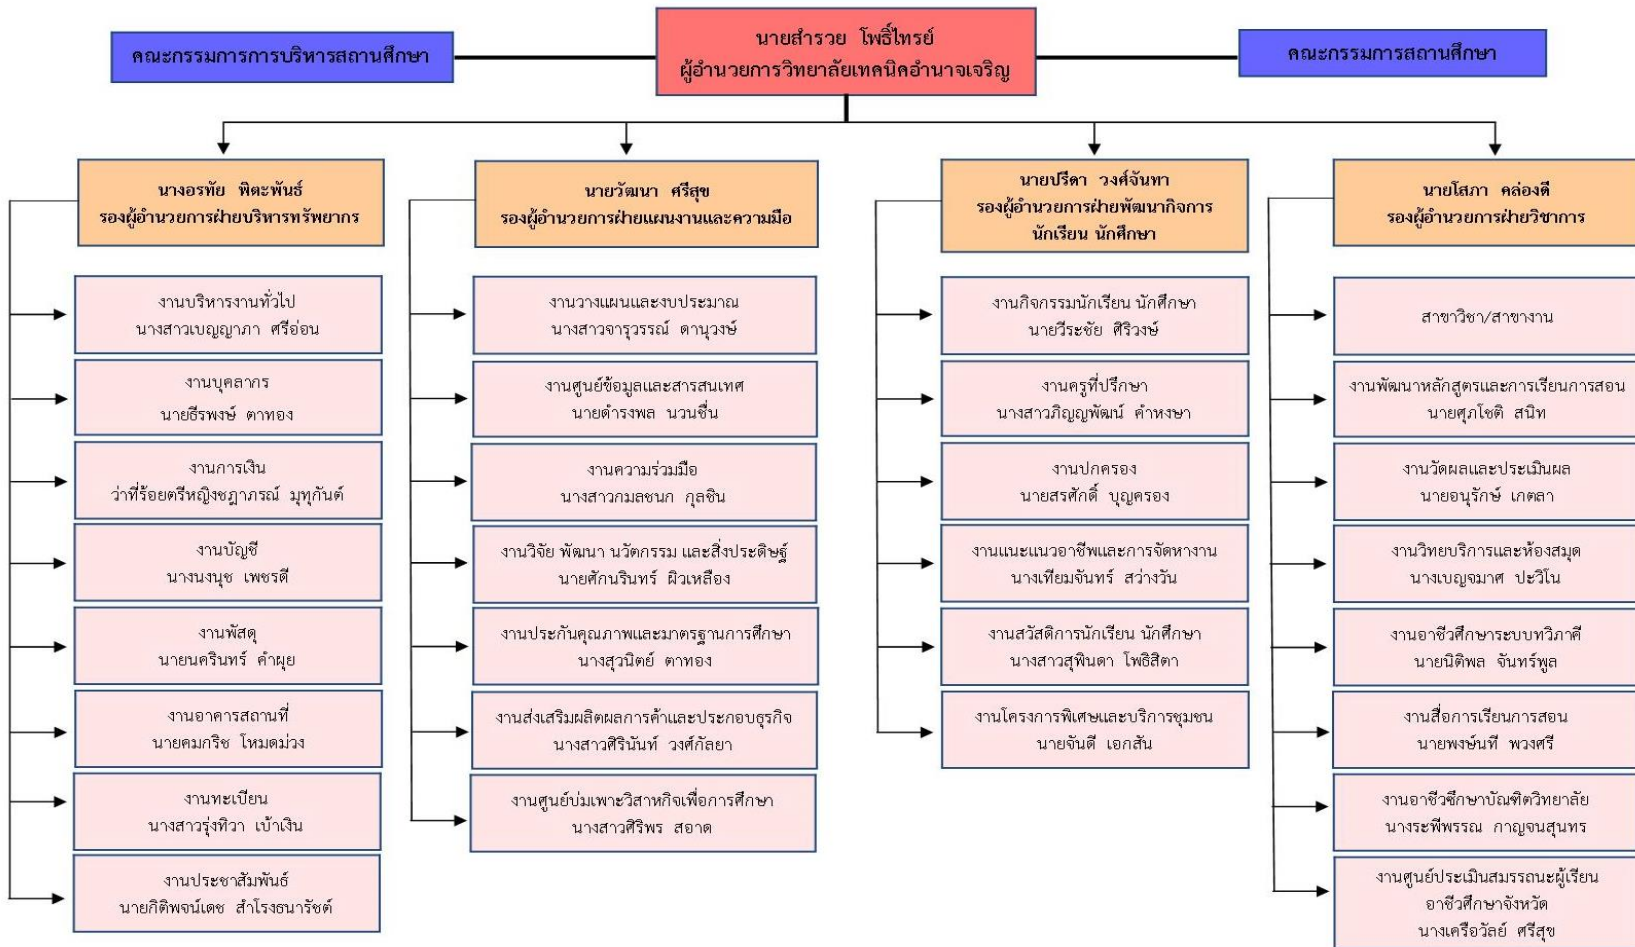 คณะกรรมการการบริหารสถานศึกษา
นายสำรวย โพธิ์ไทรย์
ผู้อำนวยการวิทยาลัยเทคนิคอำนาจเจริญ
คณะกรรมการสถานศึกษา
นางอรทัย พิตะพันธ์
รองผู้อำนวยการฝ่ายบริหารทรัพยากร
งานบริหารงานทั่วไป
นางสาวเบญญาภา ศรีอ่อน
งานบุคลากร
นายธีรพงษ์ ตาทอง
งานการเงิน
ว่าที่ร้อยตรีหญิงชฎาภรณ์ มุทุกันต์
งานบัญชี
นางนงนุช เพชรดี
งานพัสดุ
นายนครินทร์ คำผุย
งานอาคารสถานที่
นายคมกริช โหมดม่วง
งานทะเบียน
นางสาวรุ่งทิวา เบ้าเงิน
งานประชาสัมพันธ์
นายกิติพจน์เดช สำโรงธนารัชต์
นายวัฒนา ศรีสุข
รองผู้อำนวยการฝ่ายแผนงานและความมือ
งานวางแผนและงบประมาณ
นางสาวจารุวรรณ์ ดานุวงษ์
งานศูนย์ข้อมูลและสารสนเทศ
นายดำรงพล นวนชื่น
งานความร่วมมือ
นางสาวกมลชนก กุลชิน
งานวิจัย พัฒนา นวัตกรรม และสิ่งประดิษฐ์
นายศักนรินทร์ ผิวเหลือง
งานประกันคุณภาพและมาตรฐานการศึกษา
นางสุวนิตย์ ตาทอง
งานส่งเสริมผลิตผลการค้าและประกอบธุรกิจ
นางสาวศิรินันท์ วงศ์กัลยา
งานศูนย์บ่มเพาะวิสาหกิจเพื่อการศึกษา
นางสาวศิริพร สอาด
นายปรีดา วงศ์จันทา
รองผู้อำนวยการฝ่ายพัฒนากิจการ
นักเรียน นักศึกษา
งานกิจกรรมนักเรียน นักศึกษา
นายวีระชัย ศิริวงษ์
งานครูที่ปรึกษา
นางสาวภิญญพัฒน์ คำหงษา
งานปกครอง
นายสรศักดิ์ บุญครอง
งานแนะแนวอาชีพและการจัดหางาน
นางเทียมจันทร์ สว่างวัน
งานสวัสดิการนักเรียน นักศึกษา
นางสาวสุพินดา โพธิสิตา
งานโครงการพิเศษและบริการชุมชน
นายจันดี เอกสัน
นายโสภา คล่องดี
รองผู้อำนวยการฝ่ายวิชาการ
สาขาวิชา/สาขางาน
งานพัฒนาหลักสูตรและการเรียนการสอน
นายศุภโชติ สนิท
งานวัดผลและประเมินผล
นายอนุรักษ์ เกตลา
งานวิทยบริการและห้องสมุด
นางเบญจมาศ ปะวิโน
งานอาชีวศึกษาระบบทวิภาคี
นายนิติพล จันทร์พูล
งานสื่อการเรียนการสอน
นายพงษ์นที พวงศรี
งานอาชีวซึกษาบัณฑิตวิทยาลัย
นางระพีพรรณ กาญจนสุนทร
งานศูนย์ประเมินสมรรถนะผู้เรียน
อาชีวศึกษาจังหวัด
นางเครือวัลย์ ศรีสุข